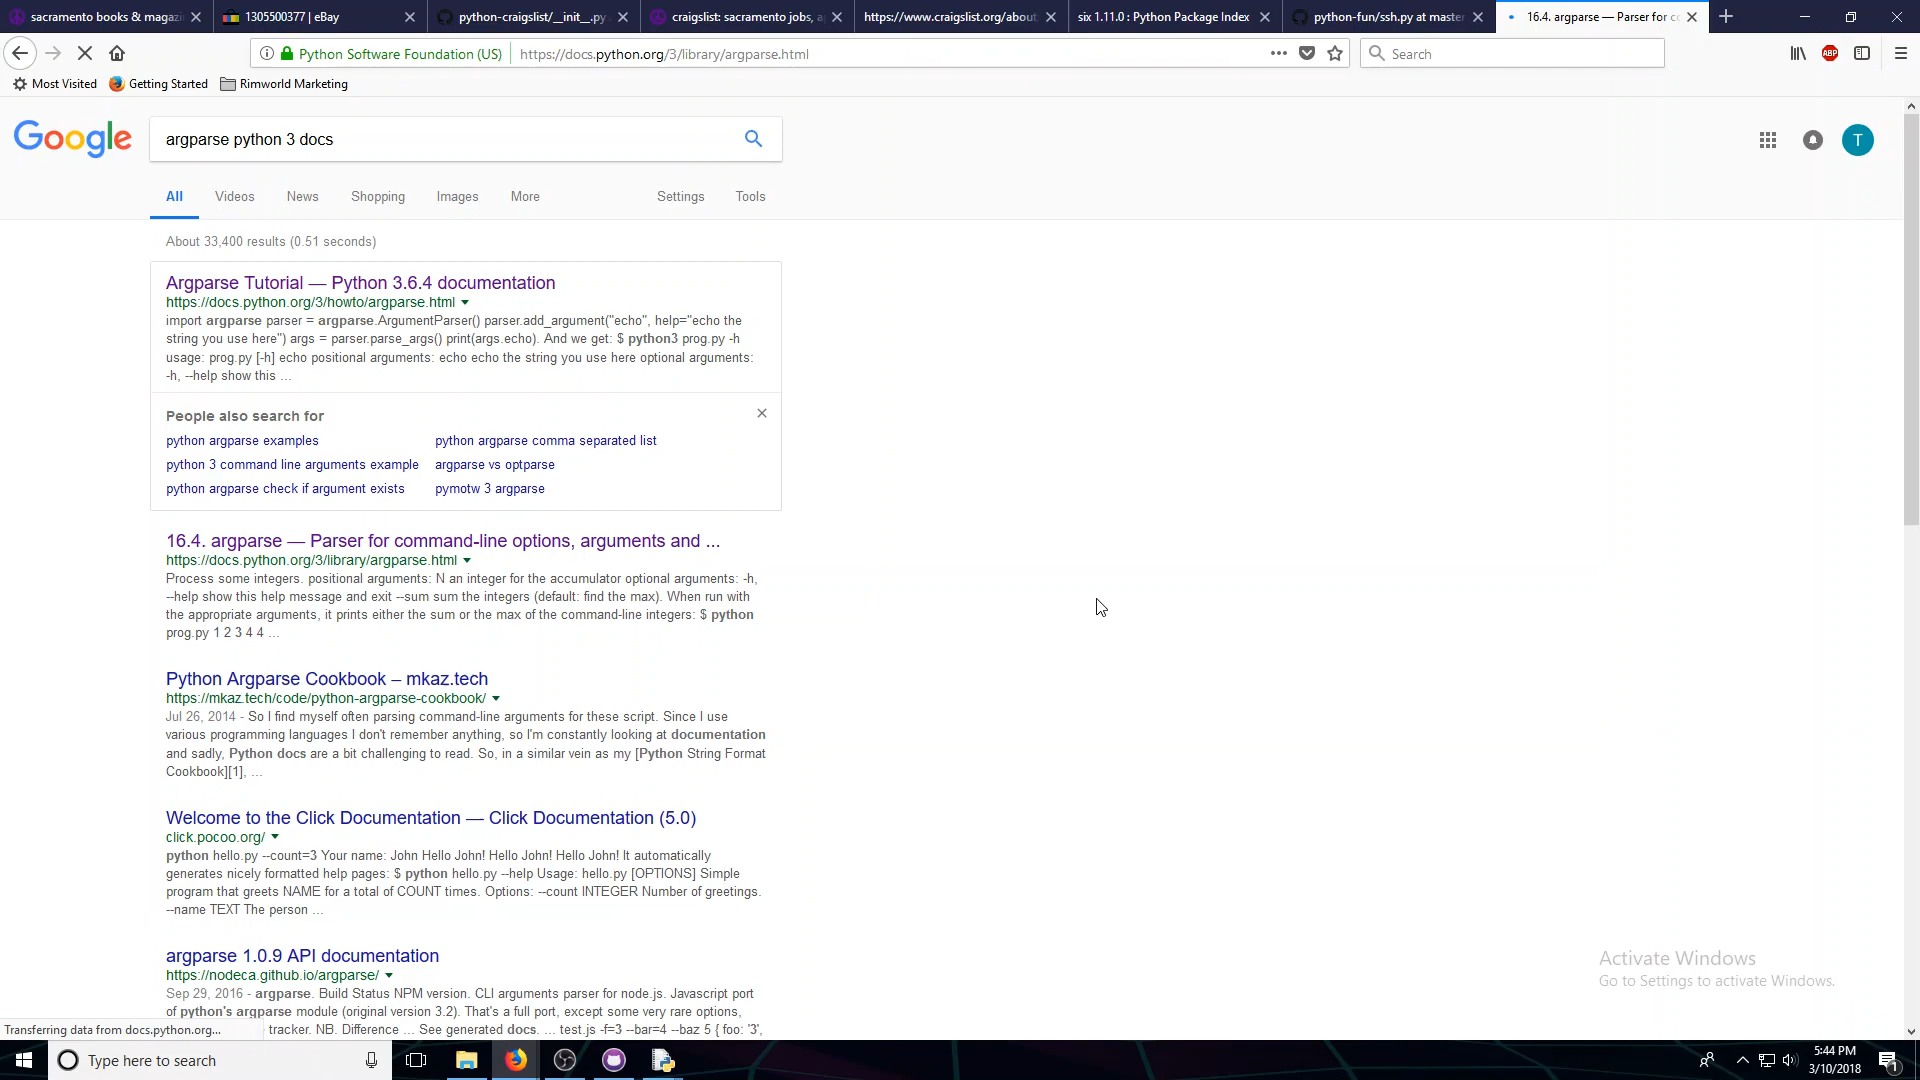 sacramento books & magazi
1305500377 | eBay
python-craigslist/__init__.py
craigslist: sacramento jobs, a
https://www.craigslist.org/about
six 1.11.0 : Python Package Index
python-fun/ssh.py at master
16.4. argparse — Parser for c
Python Software Foundation (US)
https://docs.python.org/3/library/argparse.html
Search
ABP
Most Visited
Getting Started
Rimworld Marketing
Google
argparse python 3 docs
T
All
Videos
News
Shopping
Images
More
Settings
Tools
About 33,400 results (0.51 seconds)
Argparse Tutorial — Python 3.6.4 documentation
https://docs.python.org/3/howto/argparse.html
import argparse parser = argparse.ArgumentParser() parser.add_argument("echo", help="echo the
string you use here") args = parser.parse_args() print(args.echo). And we get: $ python3 prog.py -h
usage: prog.py [-h] echo positional arguments: echo echo the string you use here optional arguments:
-h, --help show this ...
People also search for
python argparse examples
python argparse comma separated list
python 3 command line arguments example
argparse vs optparse
python argparse check if argument exists
pymotw 3 argparse
16.4. argparse — Parser for command-line options, arguments and ...
https://docs.python.org/3/library/argparse.html
Process some integers. positional arguments: N an integer for the accumulator optional arguments: -h,
--help show this help message and exit --sum sum the integers (default: find the max). When run with
the appropriate arguments, it prints either the sum or the max of the command-line integers: $ python
prog.py 1 2 3 4 4 ...
Python Argparse Cookbook – mkaz.tech
https://mkaz.tech/code/python-argparse-cookbook/
Jul 26, 2014 - So I find myself often parsing command-line arguments for these script. Since I use
various programming languages I don't remember anything, so I'm constantly looking at documentation
and sadly, Python docs are a bit challenging to read. So, in a similar vein as my [Python String Format
Cookbook][1], ...
Welcome to the Click Documentation — Click Documentation (5.0)
click.pocoo.org/
python hello.py --count=3 Your name: John Hello John! Hello John! Hello John! It automatically
generates nicely formatted help pages: $ python hello.py --help Usage: hello.py [OPTIONS] Simple
program that greets NAME for a total of COUNT times. Options: --count INTEGER Number of greetings.
--name TEXT The person ...
argparse 1.0.9 API documentation
https://nodeca.github.io/argparse/
Sep 29, 2016 - argparse. Build Status NPM version. CLI arguments parser for node.js. Javascript port
of python's argparse module (original version 3.2). That's a full port, except some very rare options,
Transferring data from docs.python.org...
tracker. NB. Difference ... See generated docs. ... test.js -f=3 --bar=4 --baz 5 { foo: '3',
Activate Windows
Go to Settings to activate Windows.
Type here to search
5:44 PM
3/10/2018
1